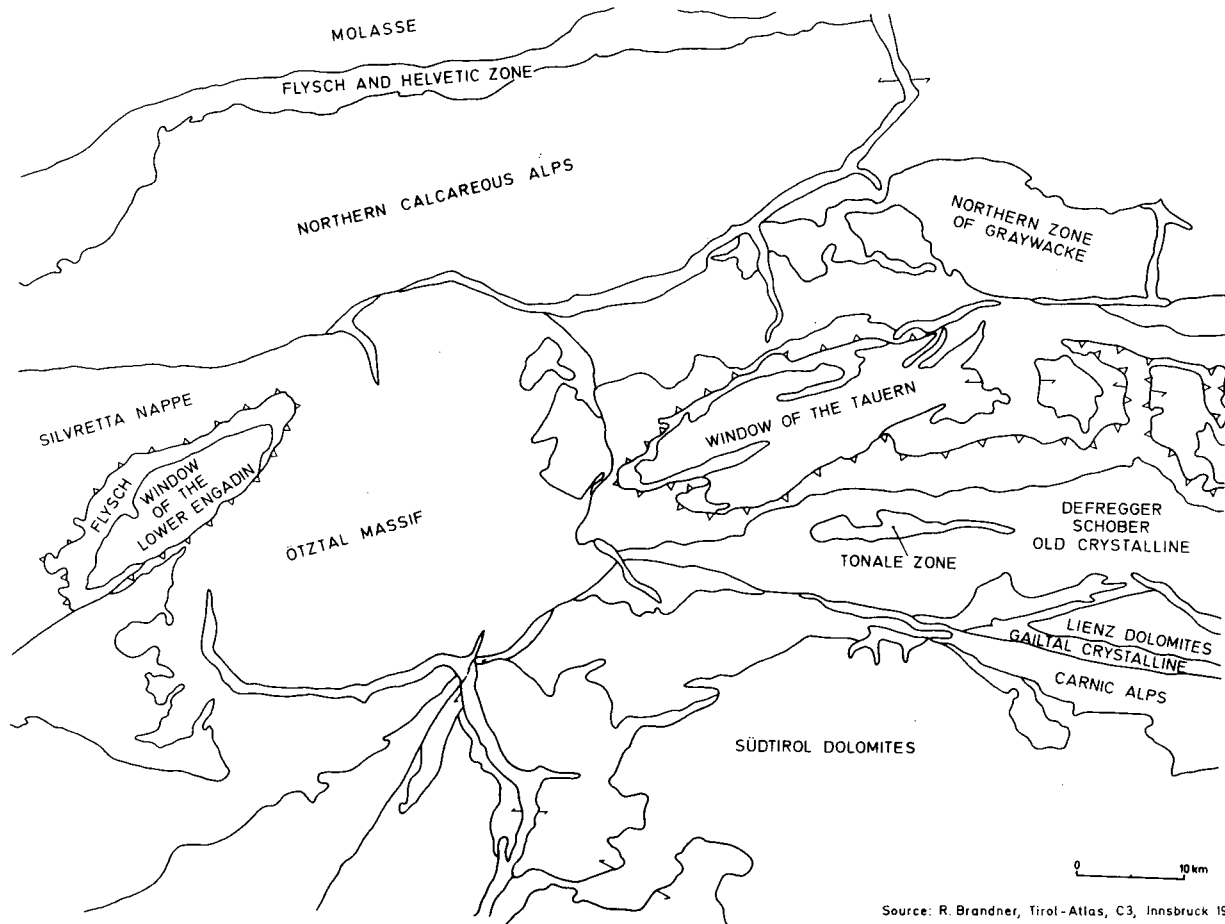 MOLASSE
FLYSCH AND HELVETIC ZONE
NORTHERN CALCAREOUS ALPS
NORTHERN ZONE
OF GRAYWACKE
SILVRETTA NAPPE
WINDOW OF THE TAUERN
FLYSCH
WINDOW
OF THE
LOWER ENGADIN
ÖTZTAL MASSIF
DEFREGGER
SCHOBER
OLD CRYSTALLINE
TONALE ZONE
LIENZ DOLOMITES
GAILTAL CRYSTALLINE
CARNIC ALPS
SÜDTIROL DOLOMITES
0 10 km
Source: R. Brandner, Tirol-Atlas, C3, Innsbruck